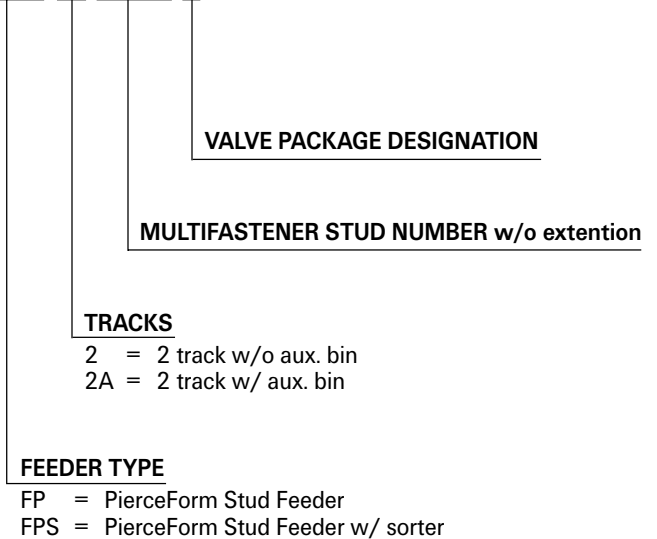 VALVE PACKAGE DESIGNATION
MULTIFASTENER STUD NUMBER w/o extention
TRACKS
2 = 2 track w/o aux. bin
2A = 2 track w/ aux. bin
FEEDER TYPE
FP = PierceForm Stud Feeder
FPS = PierceForm Stud Feeder w/ sorter